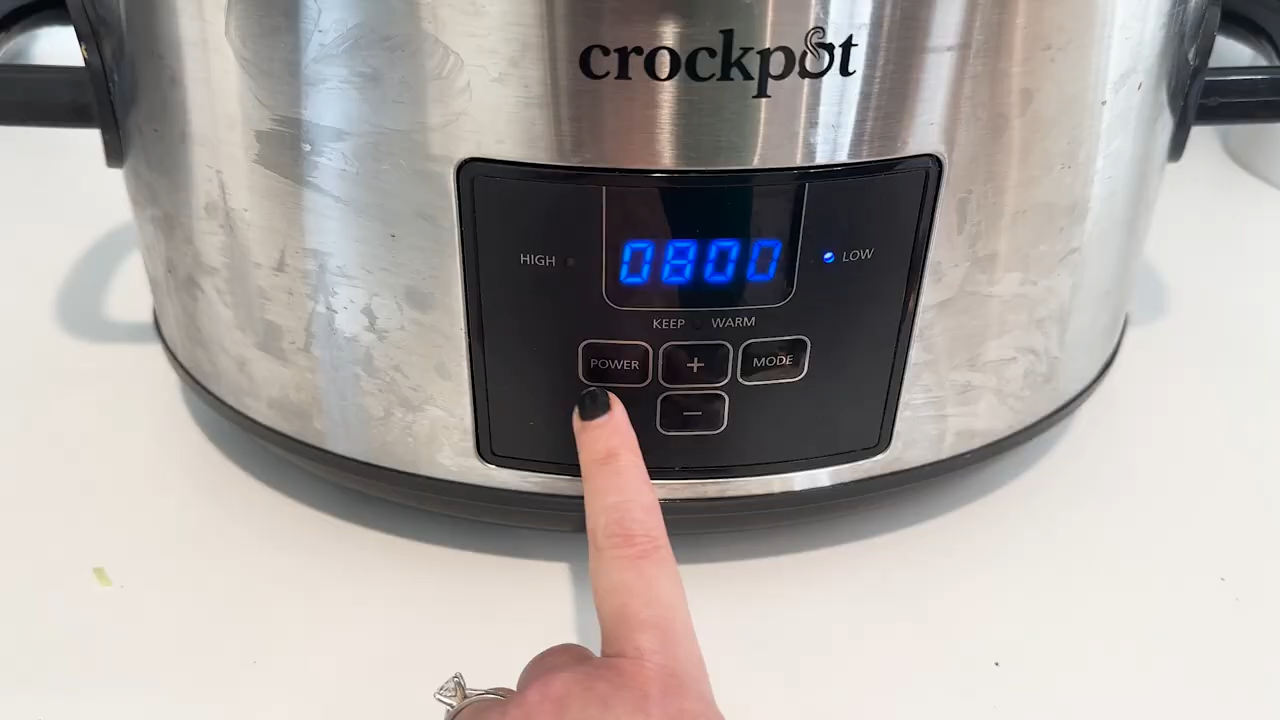 crockpot
0800
HIGH
LOW
KEEP WARM
POWER + MODE
−